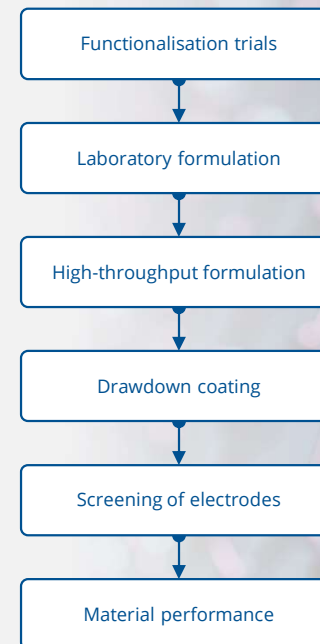 Functionalisation trials
Laboratory formulation
High-throughput formulation
Drawdown coating
Screening of electrodes
Material performance